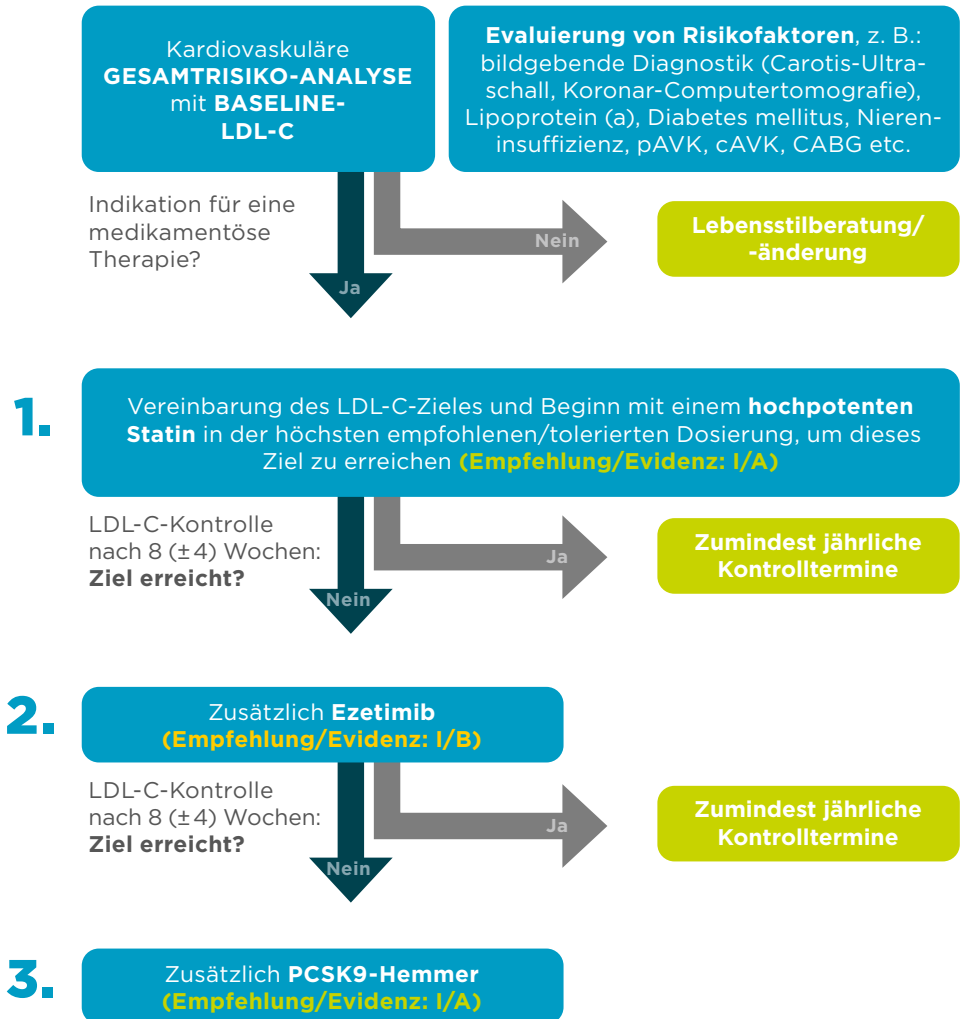 Kardiovaskuläre
GESAMTRISIKO-ANALYSE
mit BASELINE-
LDL-C
Evaluierung von Risikofaktoren, z. B.:
bildgebende Diagnostik (Carotis-Ultra-
schall, Koronar-Computertomografie),
Lipoprotein (a), Diabetes mellitus, Nieren-
insuffizienz, pAVK, cAVK, CABG etc.
Indikation für eine
medikamentöse
Therapie?
Nein
Ja
Lebensstilberatung/
-änderung
1.
Vereinbarung des LDL-C-Zieles und Beginn mit einem hochpotenten
Statin in der höchsten empfohlenen/tolerierten Dosierung, um dieses
Ziel zu erreichen (Empfehlung/Evidenz: I/A)
LDL-C-Kontrolle
nach 8 (±4) Wochen:
Ziel erreicht?
Ja
Nein
Zumindest jährliche
Kontrolltermine
2.
Zusätzlich Ezetimib
(Empfehlung/Evidenz: I/B)
LDL-C-Kontrolle
nach 8 (±4) Wochen:
Ziel erreicht?
Ja
Nein
Zumindest jährliche
Kontrolltermine
3.
Zusätzlich PCSK9-Hemmer
(Empfehlung/Evidenz: I/A)